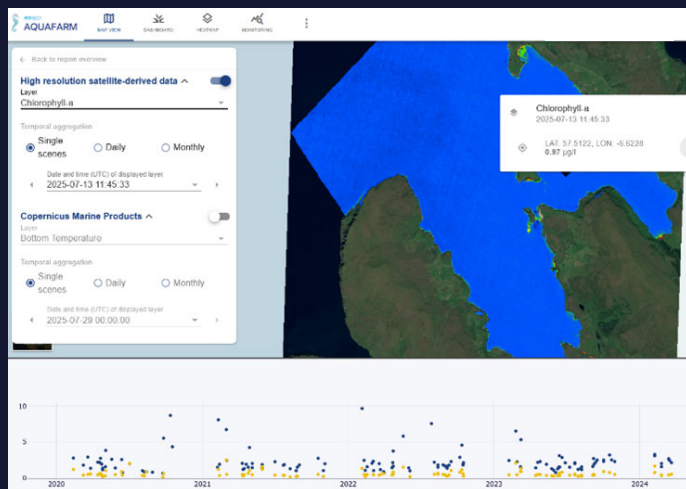 AQUAFARM
MAP VIEW
DASHBOARD
HEATMAP
MONITORING
Back to region overview
High resolution satellite-derived data
Layer
Chlorophyll-a
Temporal aggregation
Single scenes
Daily
Monthly
Date and time (UTC) of displayed layer
2025-07-13 11:45:33
Copernicus Marine Products
Layer
Bottom Temperature
Temporal aggregation
Single scenes
Daily
Monthly
Date and time (UTC) of displayed layer
2025-07-29 00:00:00
Chlorophyll-a
2025-07-13 11:45:33
LAT: 57.5122, LON: -5.6228
0.97 µg/l
10
5
0
2020
2021
2022
2023
2024